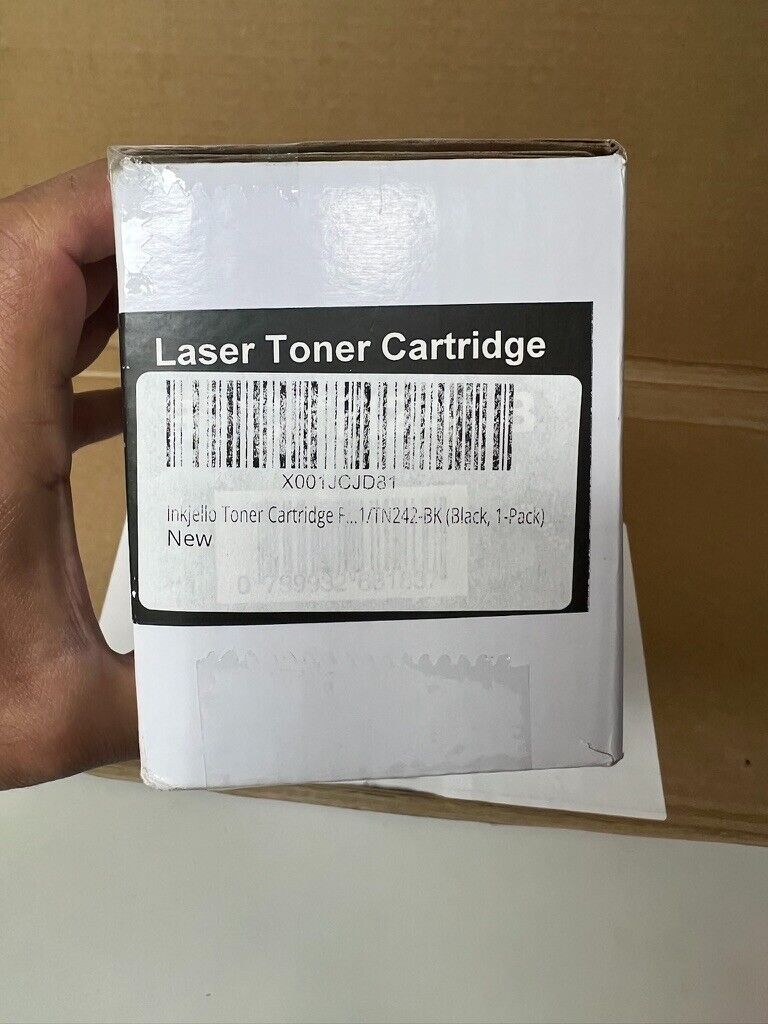 Laser Toner Cartridge
X001JCJD81
Inkjello Toner Cartridge F...1/TN242-BK (Black, 1-Pack)
New